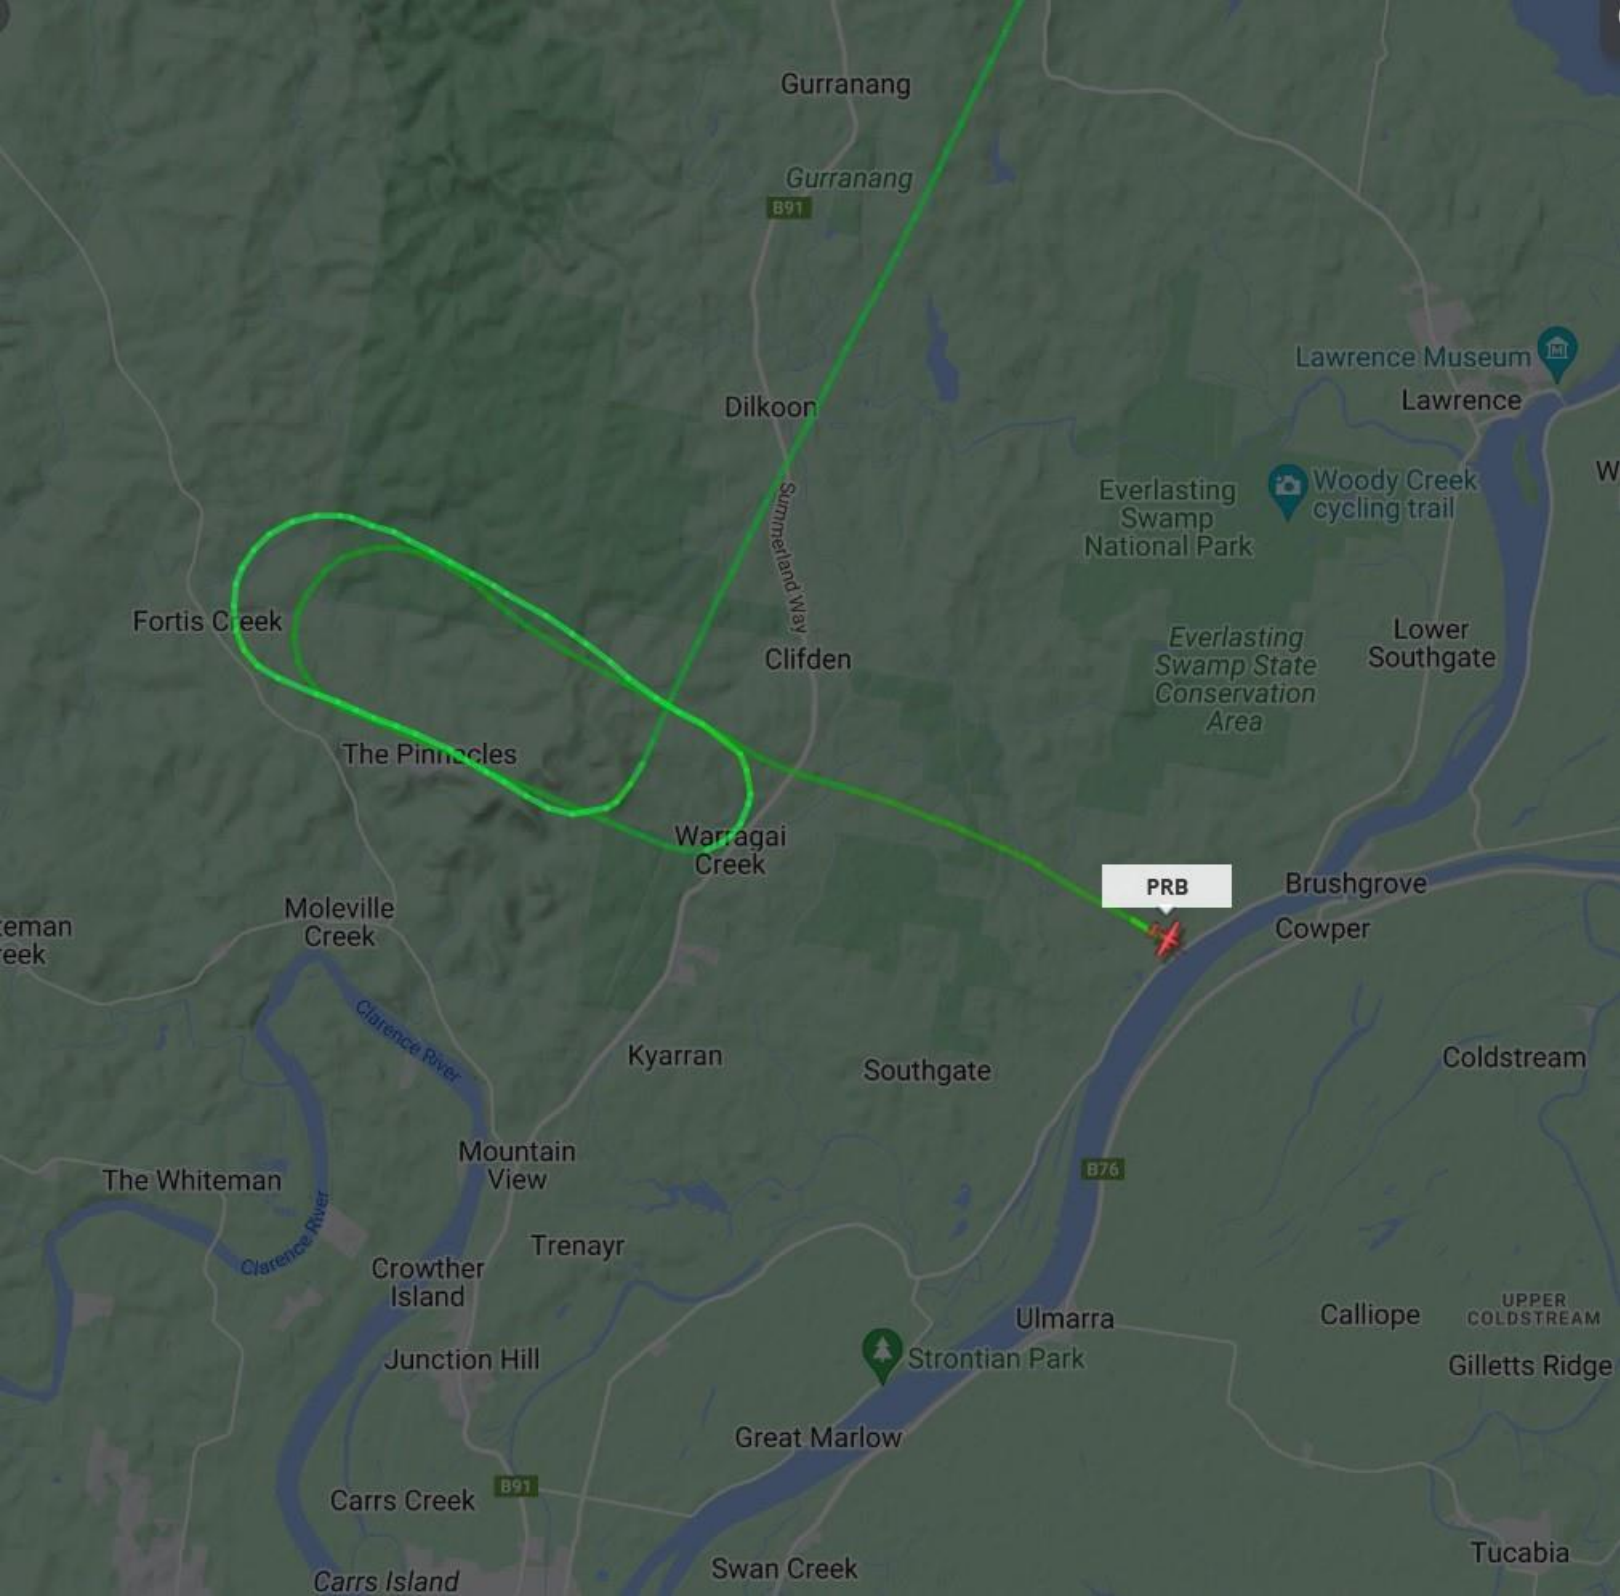 Gurranang
Gurranang
B91
Lawrence Museum
Lawrence
Dilkoon
Everlasting
Swamp
National Park
Woody Creek
cycling trail
Summerland Way
Fortis Creek
Clifden
Everlasting
Swamp State
Conservation
Area
Lower
Southgate
The Pinnacles
Warragai
Creek
PRB
Brushgrove
Cowper
Moleville
Creek
teman
reek
Clarence River
Kyarran
Southgate
Coldstream
Mountain
View
B76
The Whiteman
Clarence River
Trenayr
Crowther
Island
Ulmarra
Calliope
UPPER
COLDSTREAM
Junction Hill
Strontian Park
Gilletts Ridge
Great Marlow
Carrs Creek
B91
Swan Creek
Tucabia
Carrs Island